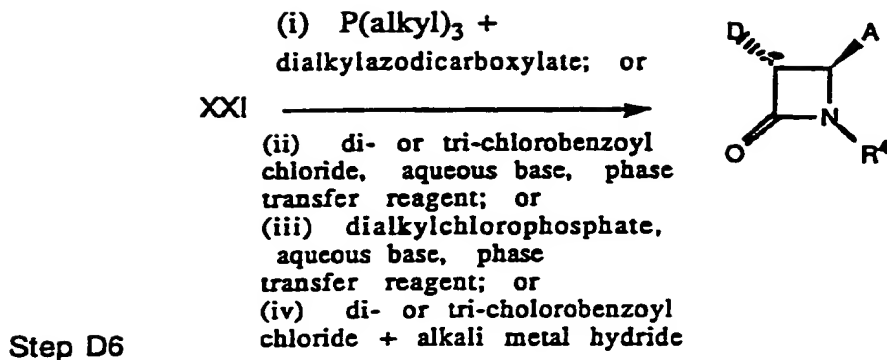 (i) P(alkyl)3 +
dialkylazodicarboxylate; or
XXI
(ii) di- or tri-chlorobenzoyl
chloride, aqueous base, phase
transfer reagent; or
(iii) dialkylchlorophosphate,
aqueous base, phase
transfer reagent; or
(iv) di- or tri-cholorobenzoyl
chloride + alkali metal hydride
D A
O N
R4
Step D6